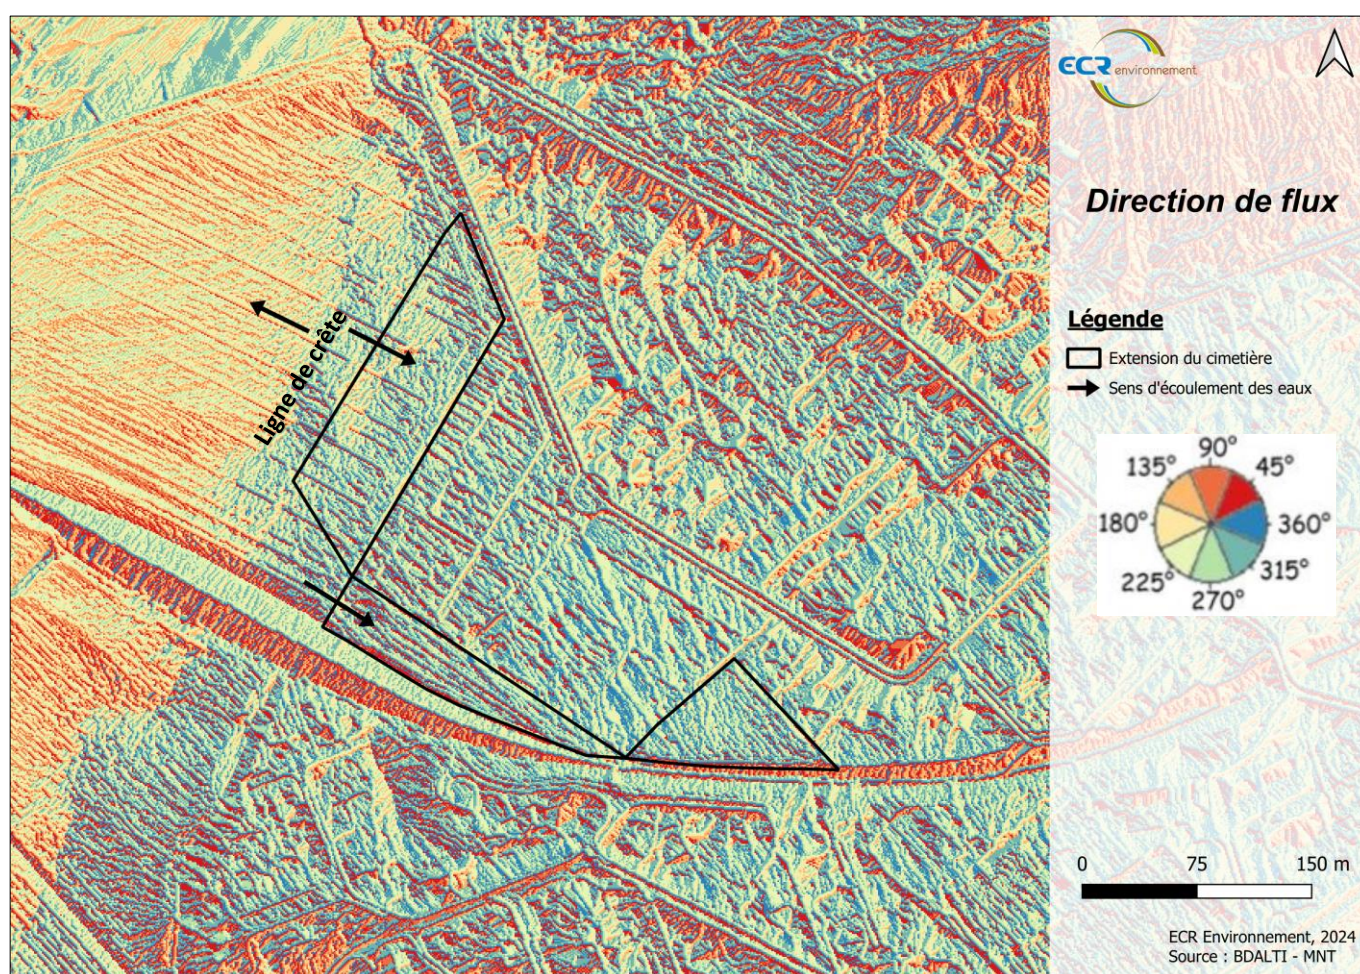 ECR environnement
Direction de flux
Ligne de crête
Légende
Extension du cimetière
Sens d'écoulement des eaux
90°
135° 45°
180° 360°
225° 315°
270°
0 75 150 m
ECR Environnement, 2024
Source : BDALTI - MNT